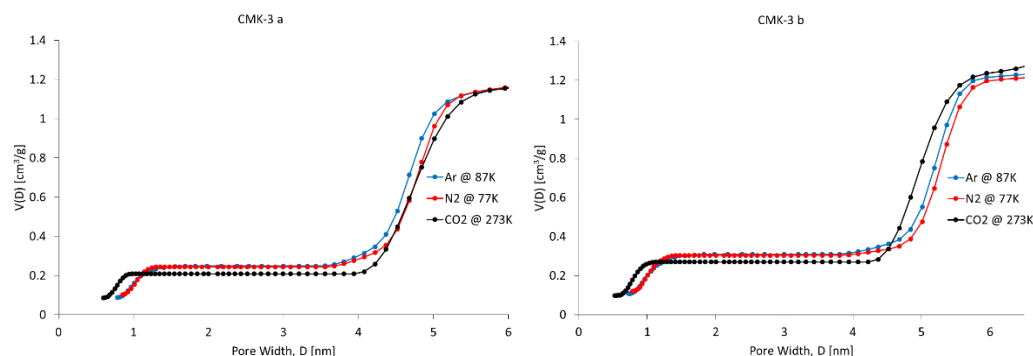 CMK-3 a
V(D) [cm³/g]
1.4
1.2
1
0.8
0.6
0.4
0.2
0
0 1 2 3 4 5 6
Pore Width, D [nm]
Ar @ 87K
N2 @ 77K
CO2 @ 273K
CMK-3 b
V(D) [cm³/g]
1.4
1.2
1
0.8
0.6
0.4
0.2
0
0 1 2 3 4 5 6
Pore Width, D [nm]
Ar @ 87K
N2 @ 77K
CO2 @ 273K